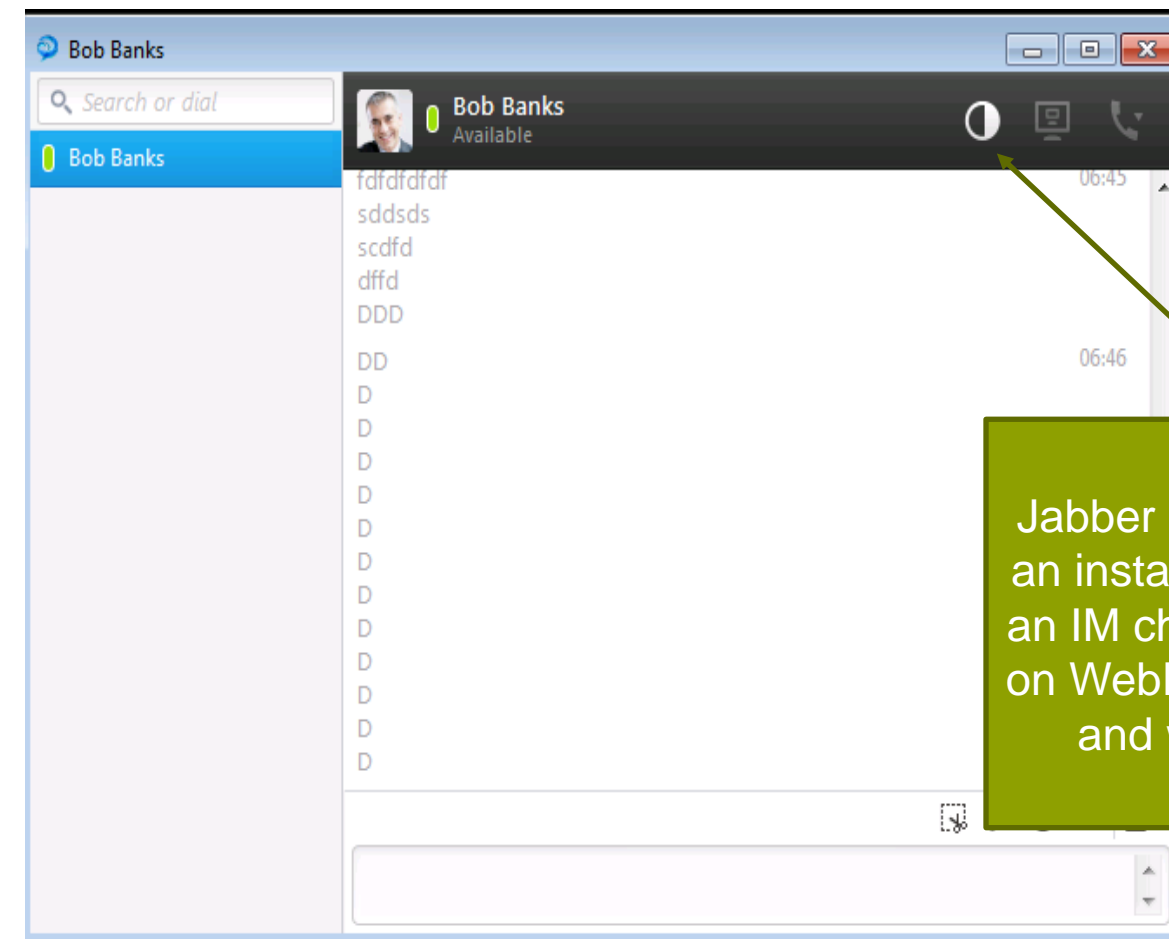 Bob Banks
Search or dial
Bob Banks
Bob Banks
Available
fdfdfdfdf 06:45
sddsds
scdfd
dffd
DDD
DD 06:46
D
D
D
D
D
D
D
D
D
D
D
D
Jabber
an insta
an IM ch
on Web
and